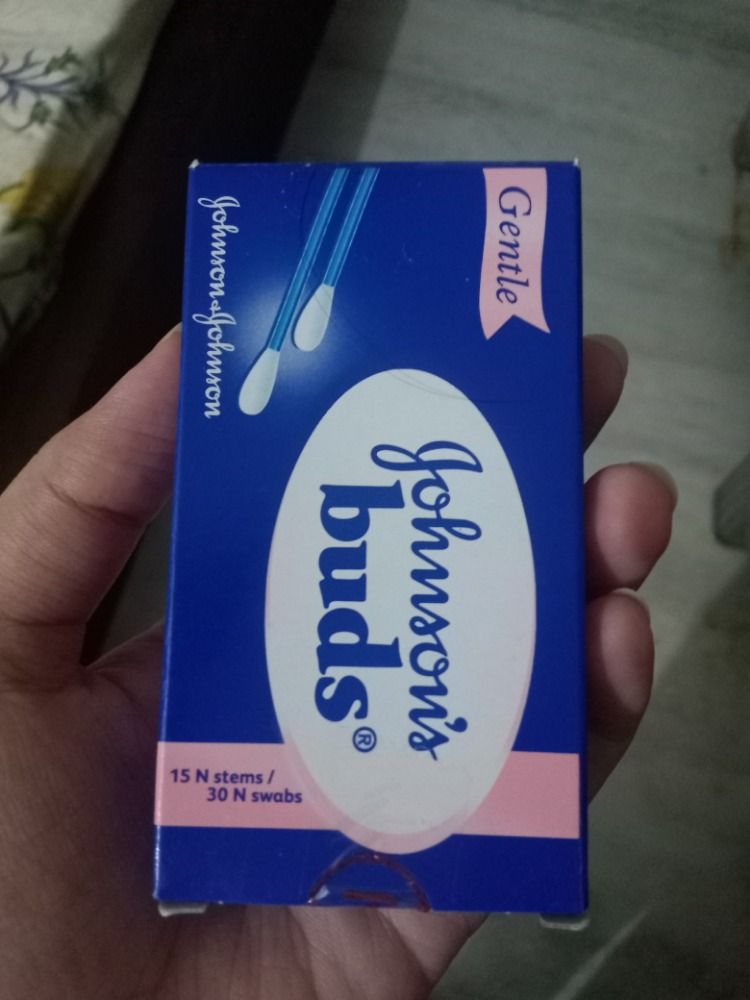 Gentle
Johnson's
buds®
Johnson & Johnson
15 N stems /
30 N swabs